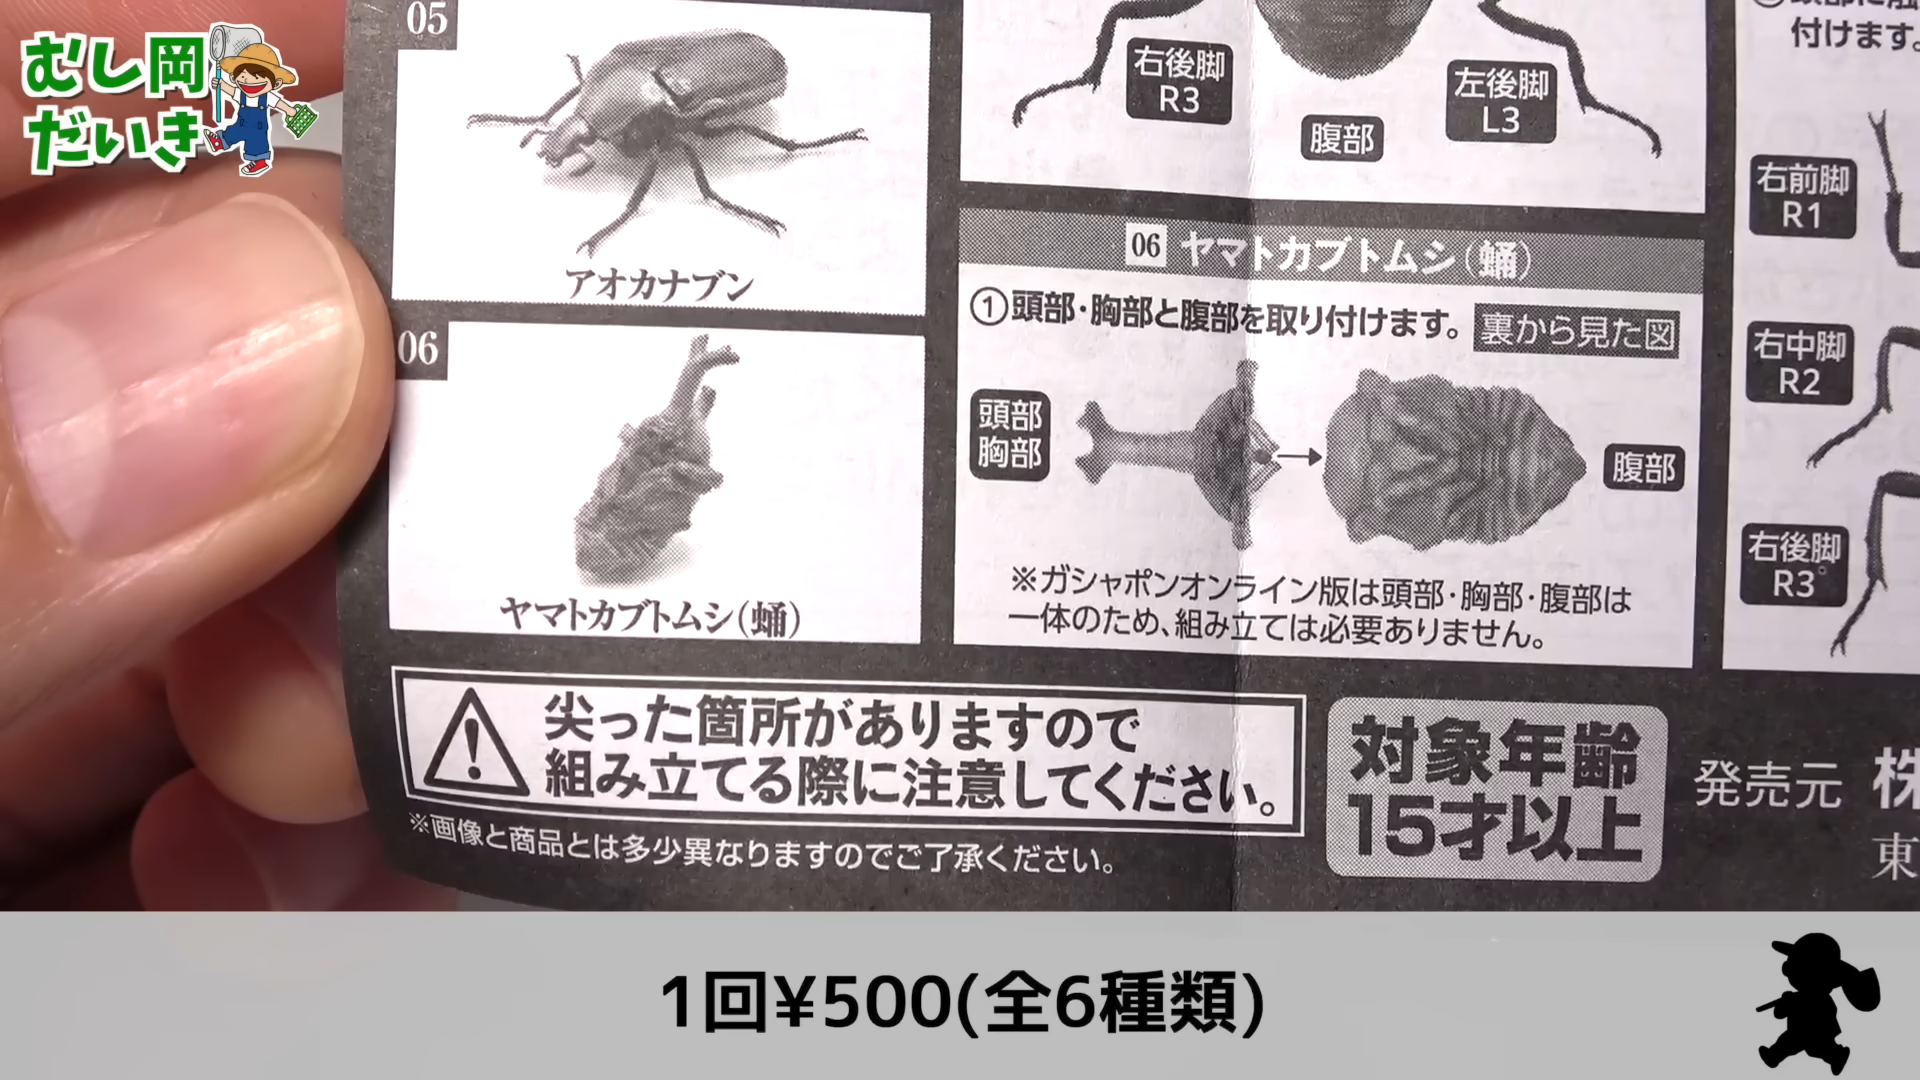 むし岡
だいき
05
アオカナブン
06
ヤマトカブトムシ(蛹)
右後脚
R3
腹部
左後脚
L3
06 ヤマトカブトムシ(蛹)
①頭部・胸部と腹部を取り付けます。 裏から見た図
頭部
胸部
腹部
※ガシャポンオンライン版は頭部・胸部・腹部は
一体のため、組み立ては必要ありません。
付けます。
右前脚
R1
右中脚
R2
右後脚
R3
尖った箇所がありますので
組み立てる際に注意してください。
※画像と商品とは多少異なりますのでご了承ください。
対象年齢
15才以上
発売元 株
東
1回¥500(全6種類)